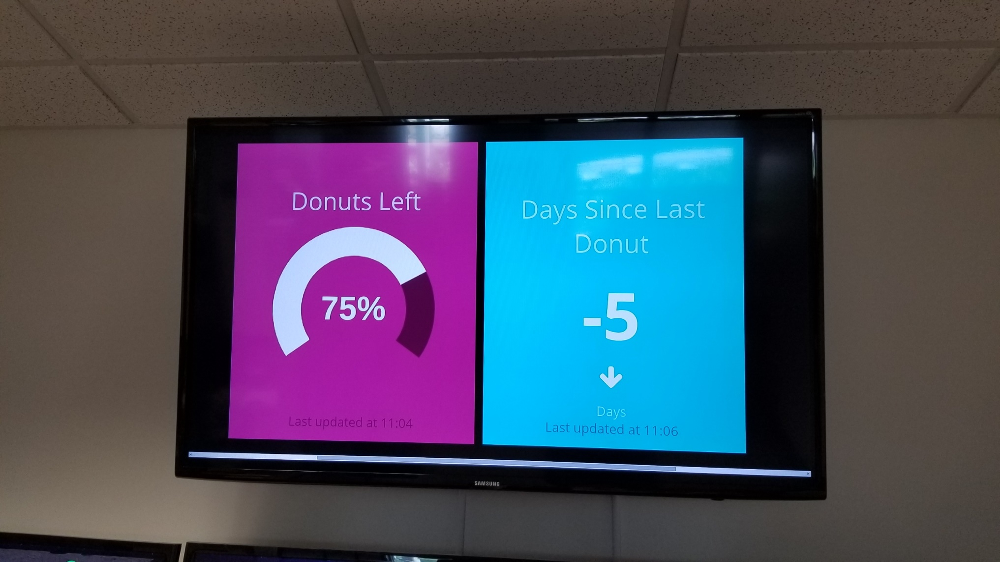 Donuts Left
75%
Last updated at 11:04
Days Since Last
Donut
-5
Days
Last updated at 11:06
SAMSUNG